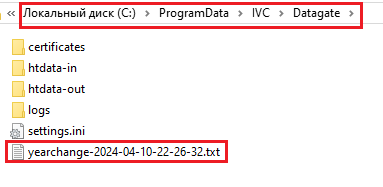 « Локальный диск (C:) > ProgramData > IVC > Datagate >
certificates
htdata-in
htdata-out
logs
settings.ini
yearchange-2024-04-10-22-26-32.txt